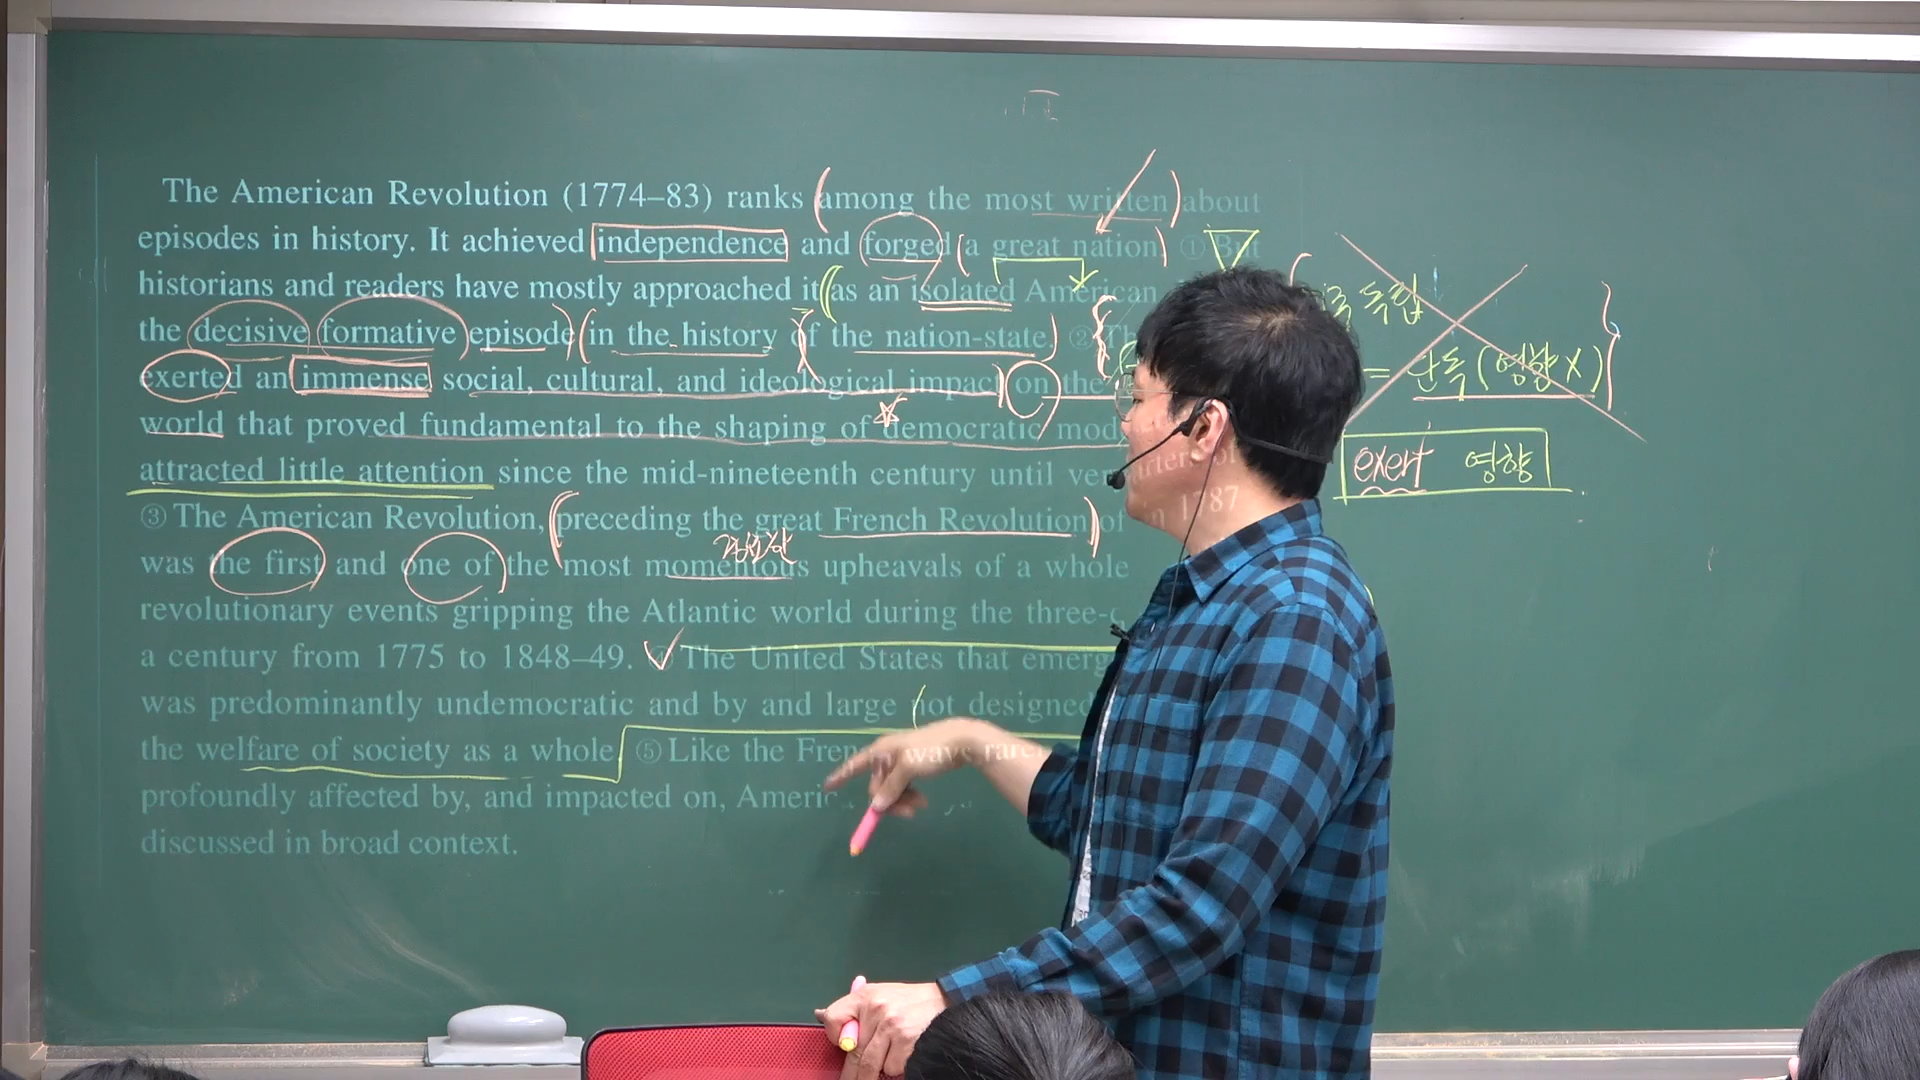 The American Revolution (1774–83) ranks among the most written about
episodes in history. It achieved independence and forged a great nation. ① But
historians and readers have mostly approached it as an isolated American
the decisive formative episode in the history of the nation-state. ②
exerted an immense social, cultural, and ideological impact on the
world that proved fundamental to the shaping of democratic
attracted little attention since the mid-nineteenth century until
③ The American Revolution, preceding the great French Revolution of 1787
중요한
was the first and one of the most momentous upheavals of a whole
revolutionary events gripping the Atlantic world during the
a century from 1775 to 1848–49. ④ The United States that
was predominantly undemocratic and by and large not designed
the welfare of society as a whole. ⑤ Like the
profoundly affected by, and impacted on,
discussed in broad context.
독립
= 단독 (영향 X)
exert 영향